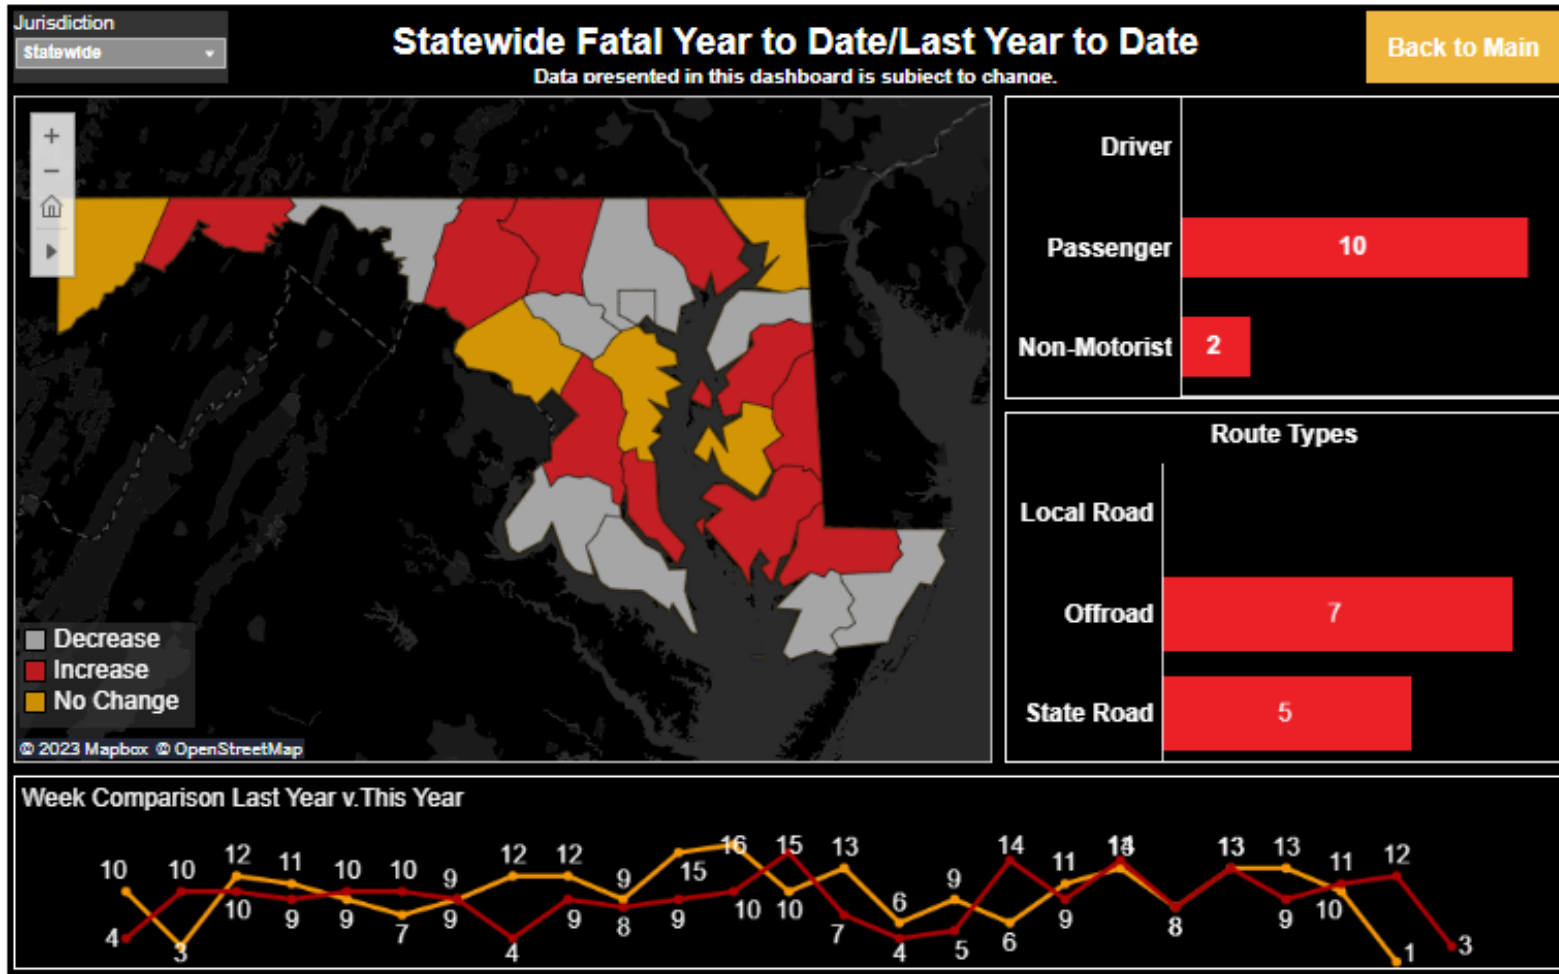 Jurisdiction
Statewide
Statewide Fatal Year to Date/Last Year to Date
Data presented in this dashboard is subject to change.
Back to Main
+
−
Driver
Passenger
10
Non-Motorist
2
Route Types
Local Road
Offroad
7
State Road
5
Decrease
Increase
No Change
© 2023 Mapbox © OpenStreetMap
Week Comparison Last Year v.This Year
10 10 12 11 10 10 9 12 12 9 16 15 13 6 9 14 11 13 13 11 12
4 3 10 9 9 7 9 4 9 8 9 15 10 10 7 4 5 6 9 8 9 10 1 3